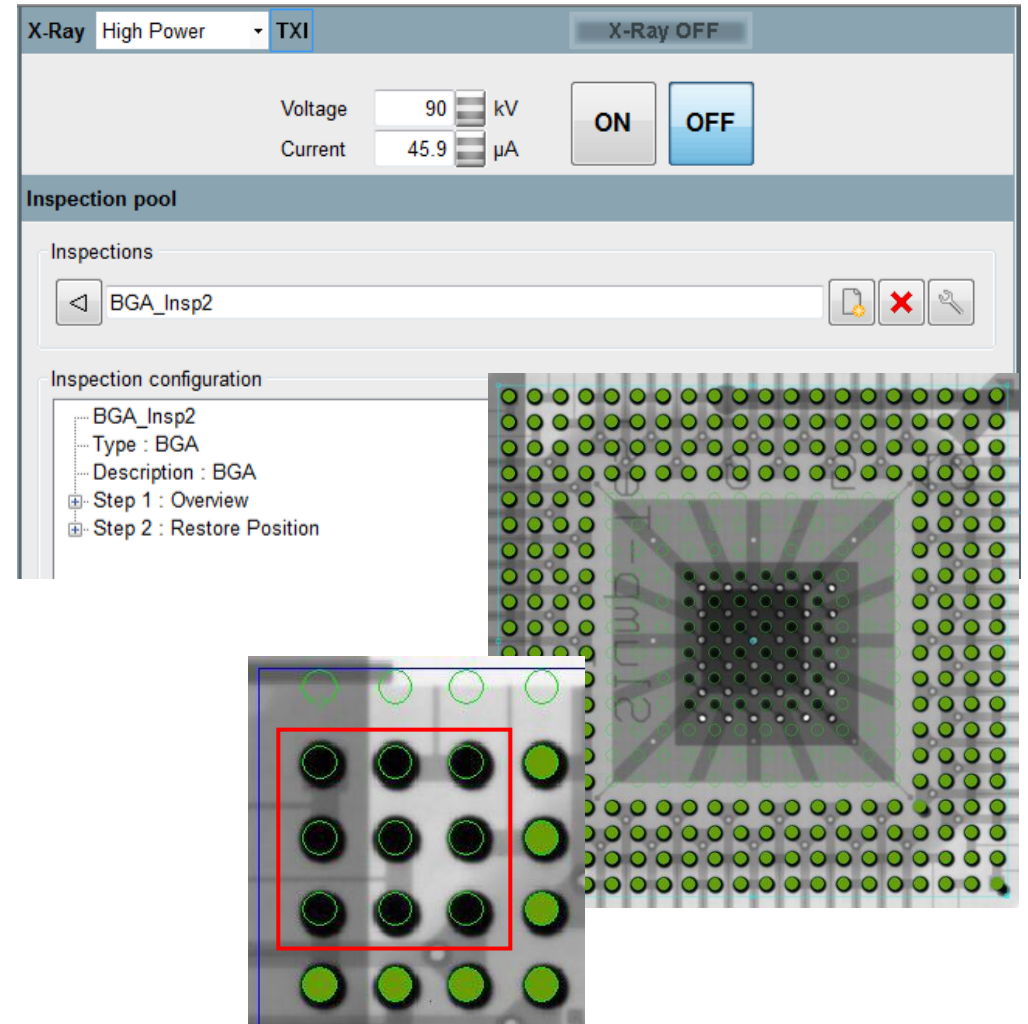 X-Ray High Power TXI X-Ray OFF
Voltage 90 kV ON OFF
Current 45.9 µA
Inspection pool
Inspections
BGA_Insp2
Inspection configuration
BGA_Insp2
Type : BGA
Description : BGA
Step 1 : Overview
Step 2 : Restore Position